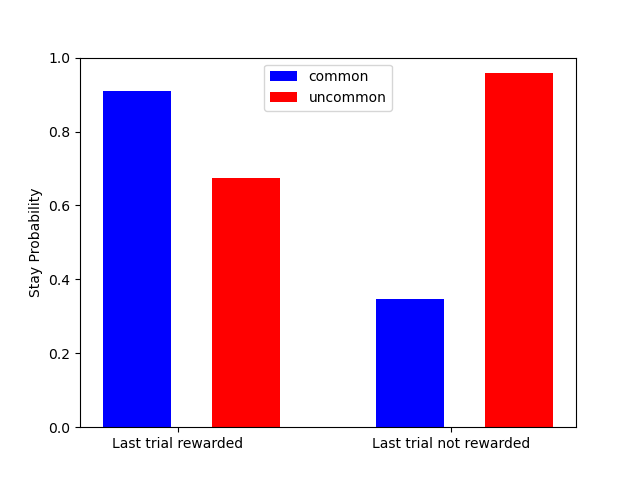 common
uncommon
Stay Probability
1.0
0.8
0.6
0.4
0.2
0.0
Last trial rewarded
Last trial not rewarded